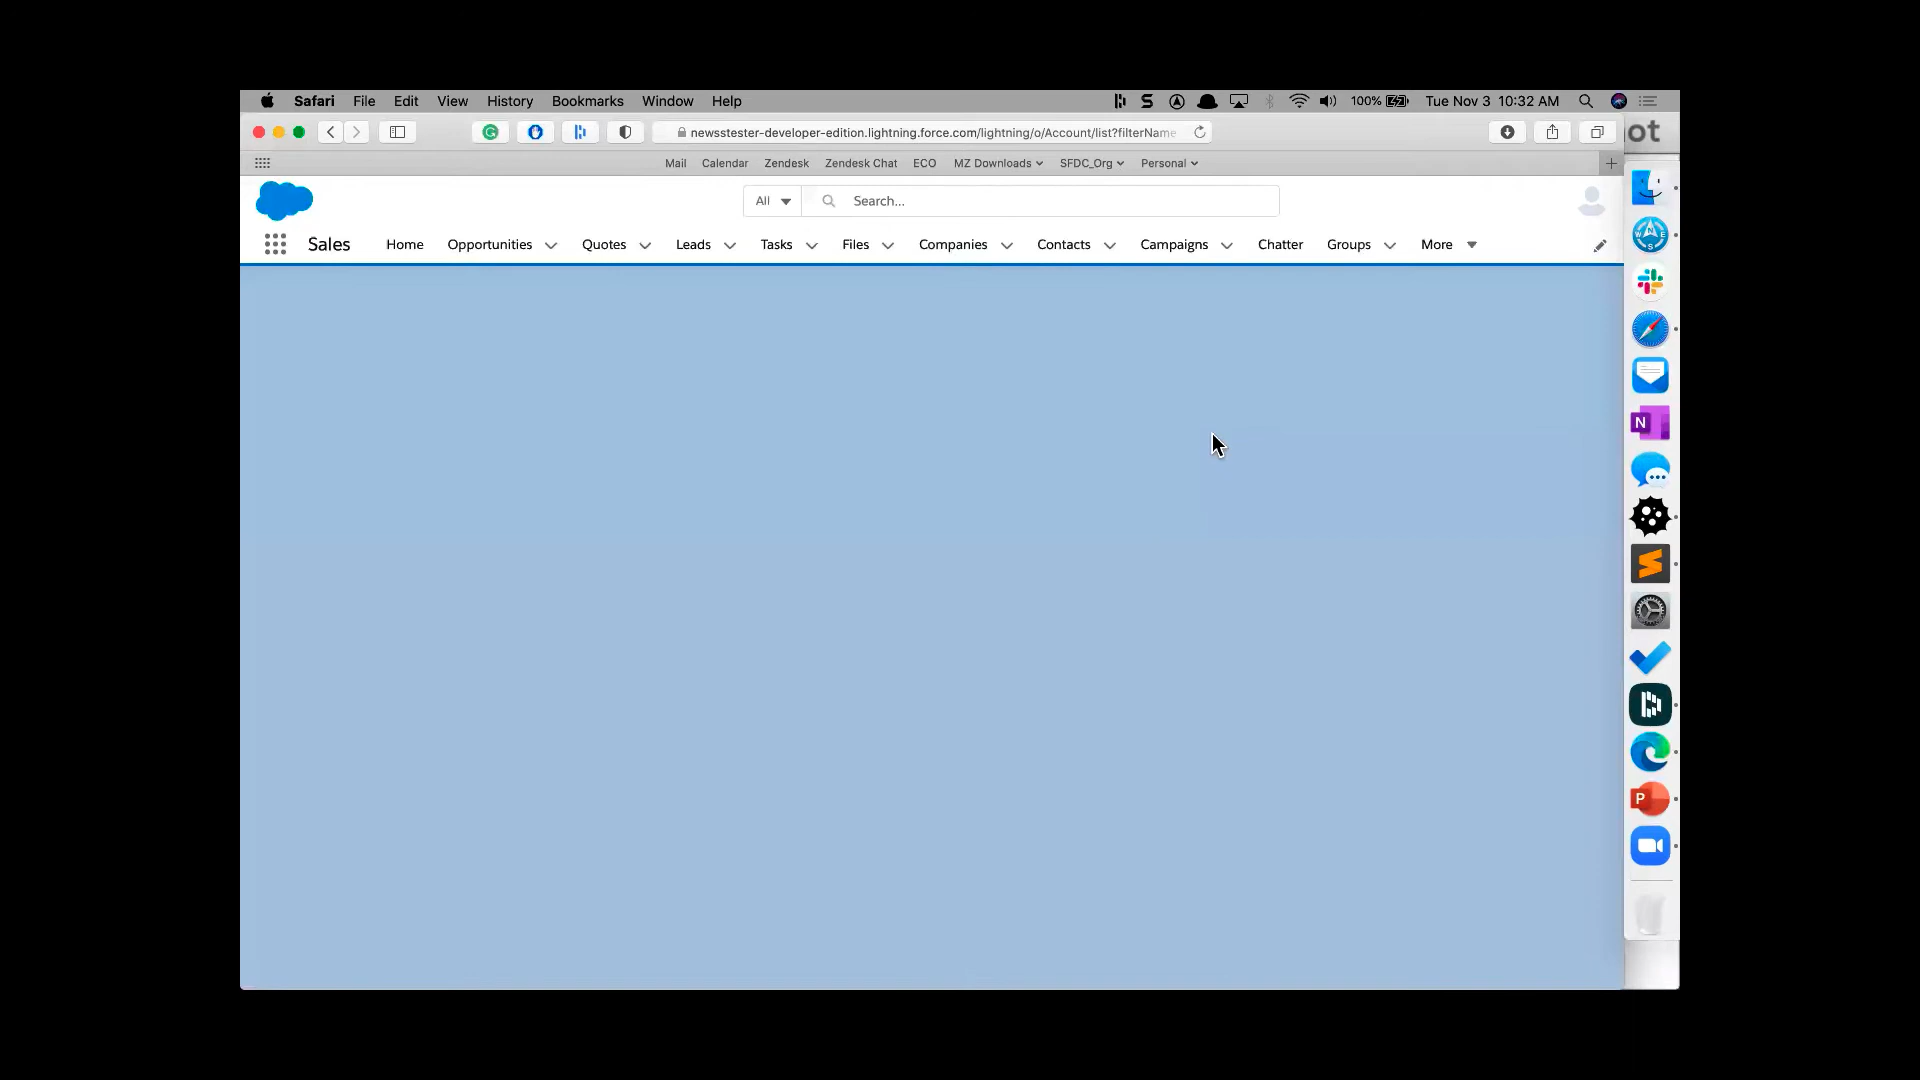 Safari File Edit View History Bookmarks Window Help 100% Tue Nov 3 10:32 AM
newsstester-developer-edition.lightning.force.com/lightning/o/Account/list?filterName
ot
Mail Calendar Zendesk Zendesk Chat ECO MZ Downloads SFDC_Org Personal
All Search...
Sales Home Opportunities Quotes Leads Tasks Files Companies Contacts Campaigns Chatter Groups More